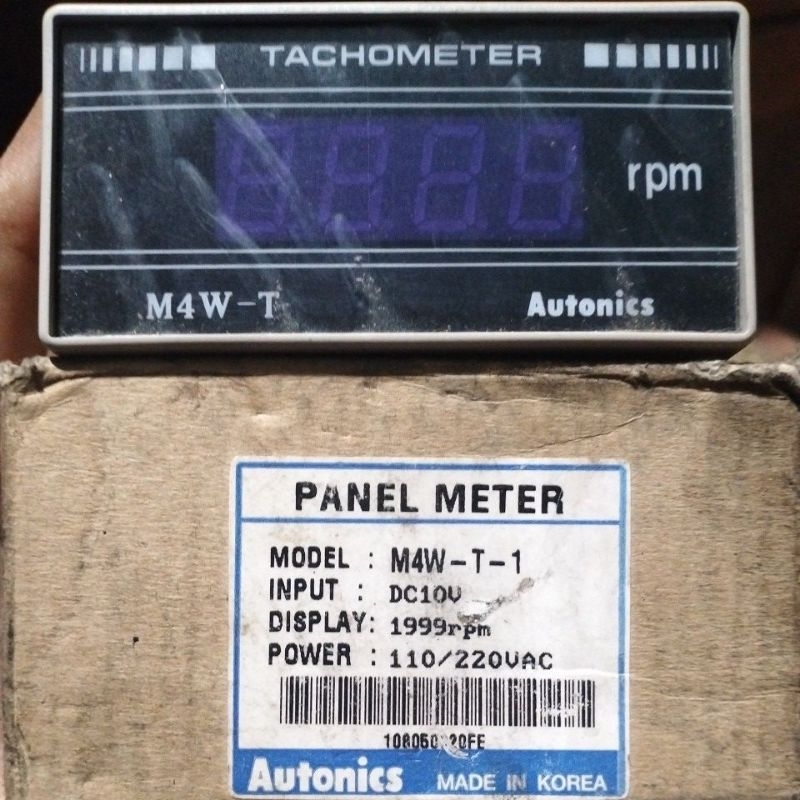 TACHOMETER
rpm
M4W-T Autonics
PANEL METER
MODEL : M4W-T-1
INPUT : DC10V
DISPLAY: 1999rpm
POWER : 110/220VAC
Autonics MADE IN KOREA